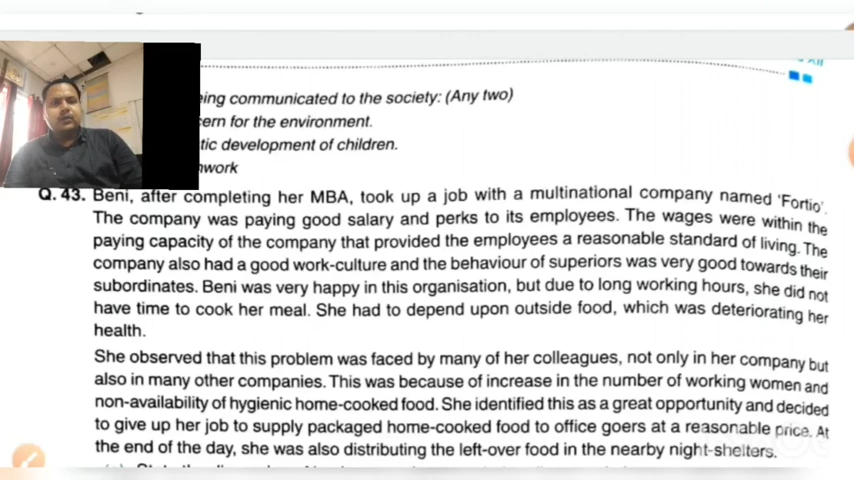 eing communicated to the society: (Any two)
cern for the environment.
tic development of children.
mwork
Q. 43. Beni, after completing her MBA, took up a job with a multinational company named 'Fortio'.
The company was paying good salary and perks to its employees. The wages were within the
paying capacity of the company that provided the employees a reasonable standard of living. The
company also had a good work-culture and the behaviour of superiors was very good towards their
subordinates. Beni was very happy in this organisation, but due to long working hours, she did not
have time to cook her meal. She had to depend upon outside food, which was deteriorating her
health.
She observed that this problem was faced by many of her colleagues, not only in her company but
also in many other companies. This was because of increase in the number of working women and
non-availability of hygienic home-cooked food. She identified this as a great opportunity and decided
to give up her job to supply packaged home-cooked food to office goers at a reasonable price. At
the end of the day, she was also distributing the left-over food in the nearby night-shelters.